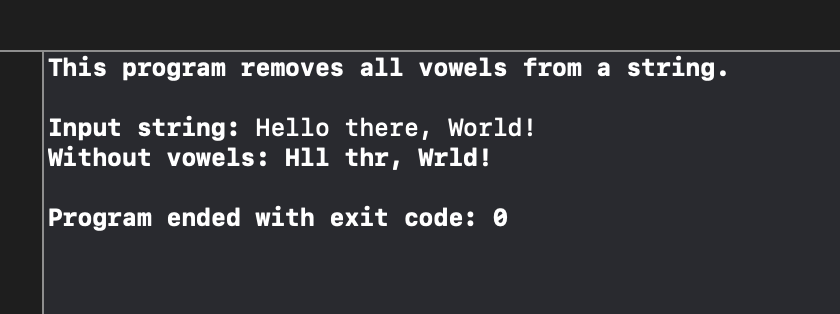 This program removes all vowels from a string.
Input string: Hello there, World!
Without vowels: Hll thr, Wrld!
Program ended with exit code: 0